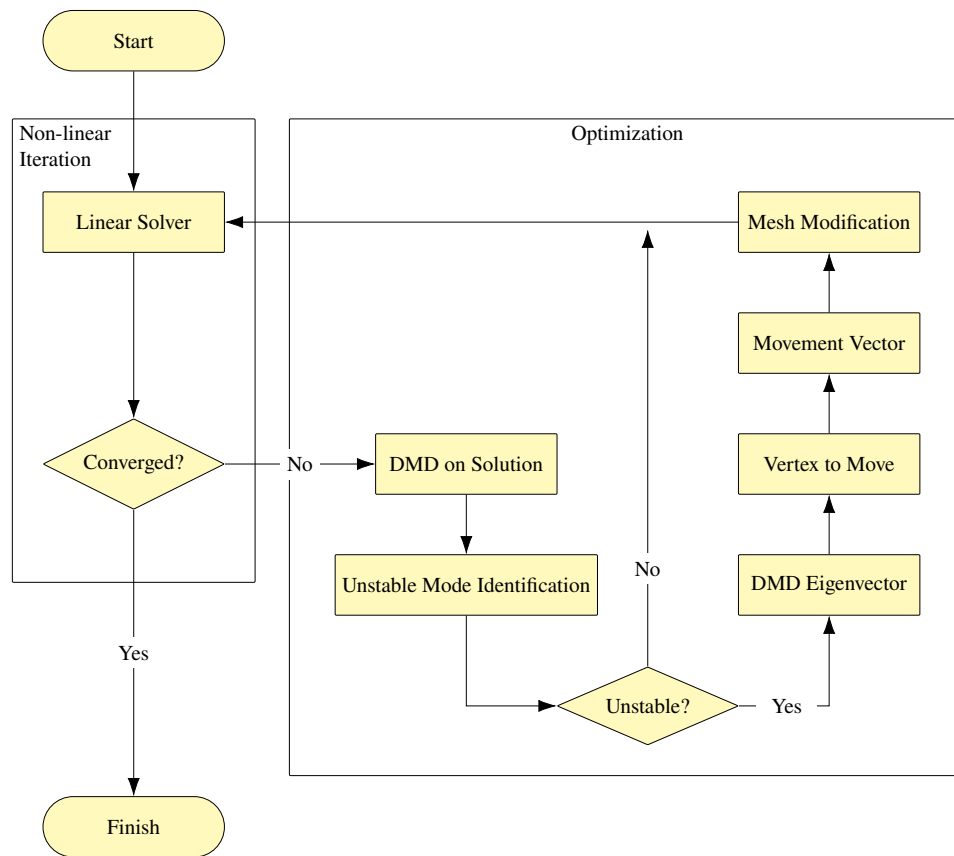 Start
Non-linear
Iteration
Optimization
Linear Solver
Mesh Modification
Movement Vector
Converged?
No
DMD on Solution
Vertex to Move
Unstable Mode Identification
No
DMD Eigenvector
Yes
Unstable?
Yes
Finish